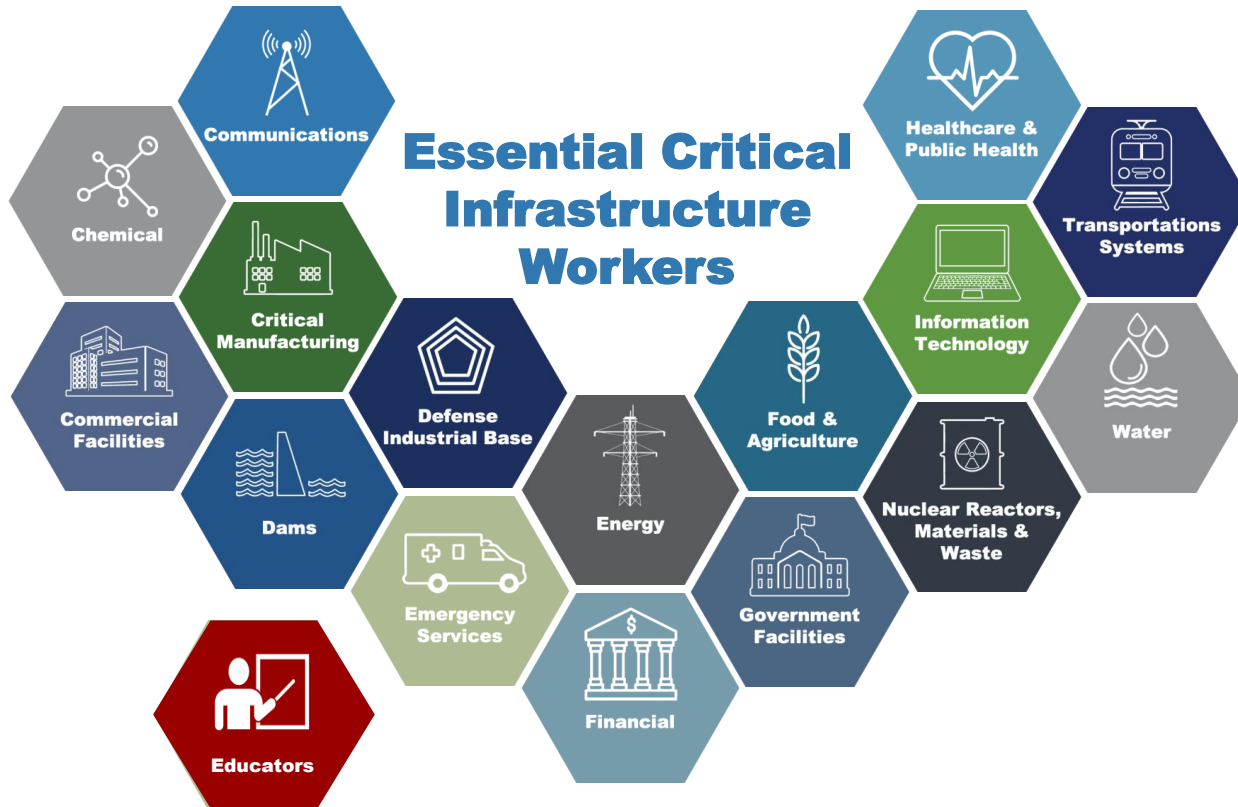 Communications
Healthcare &
Public Health
Essential Critical
Infrastructure
Workers
Chemical
Transportations
Systems
Critical
Manufacturing
Information
Technology
Commercial
Facilities
Defense
Industrial Base
Food &
Agriculture
Water
Dams
Energy
Nuclear Reactors,
Materials &
Waste
Emergency
Services
Government
Facilities
$
Financial
Educators